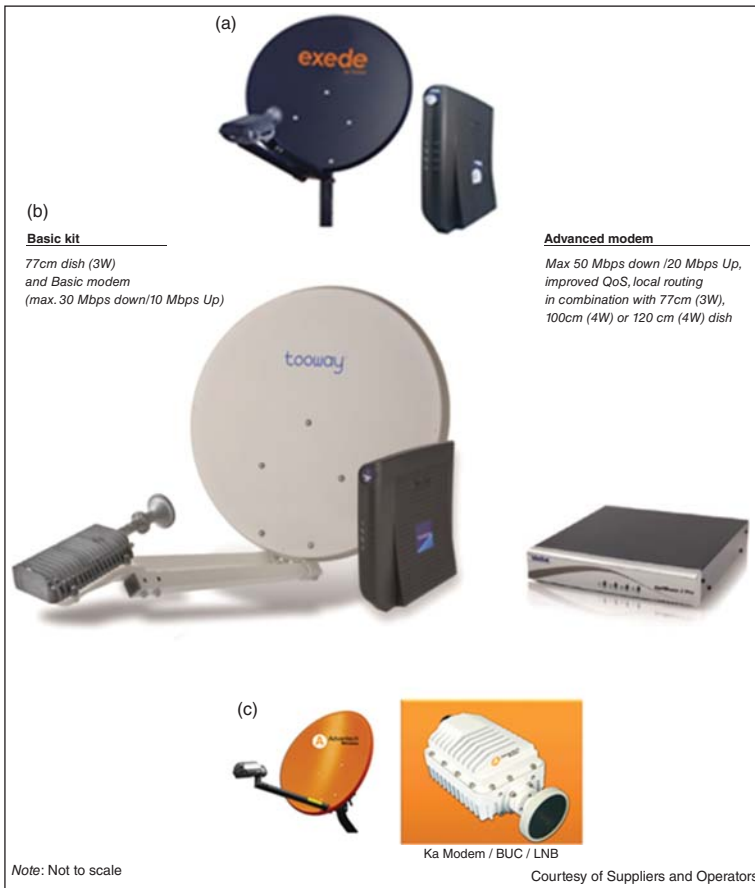 (a)
exede
(b)
Basic kit
77cm dish (3W)
and Basic modem
(max. 30 Mbps down/10 Mbps Up)
Advanced modem
Max 50 Mbps down /20 Mbps Up,
improved QoS, local routing
in combination with 77cm (3W),
100cm (4W) or 120 cm (4W) dish
tooway
(c)
Advantech
Ka Modem / BUC / LNB
Note: Not to scale
Courtesy of Suppliers and Operators